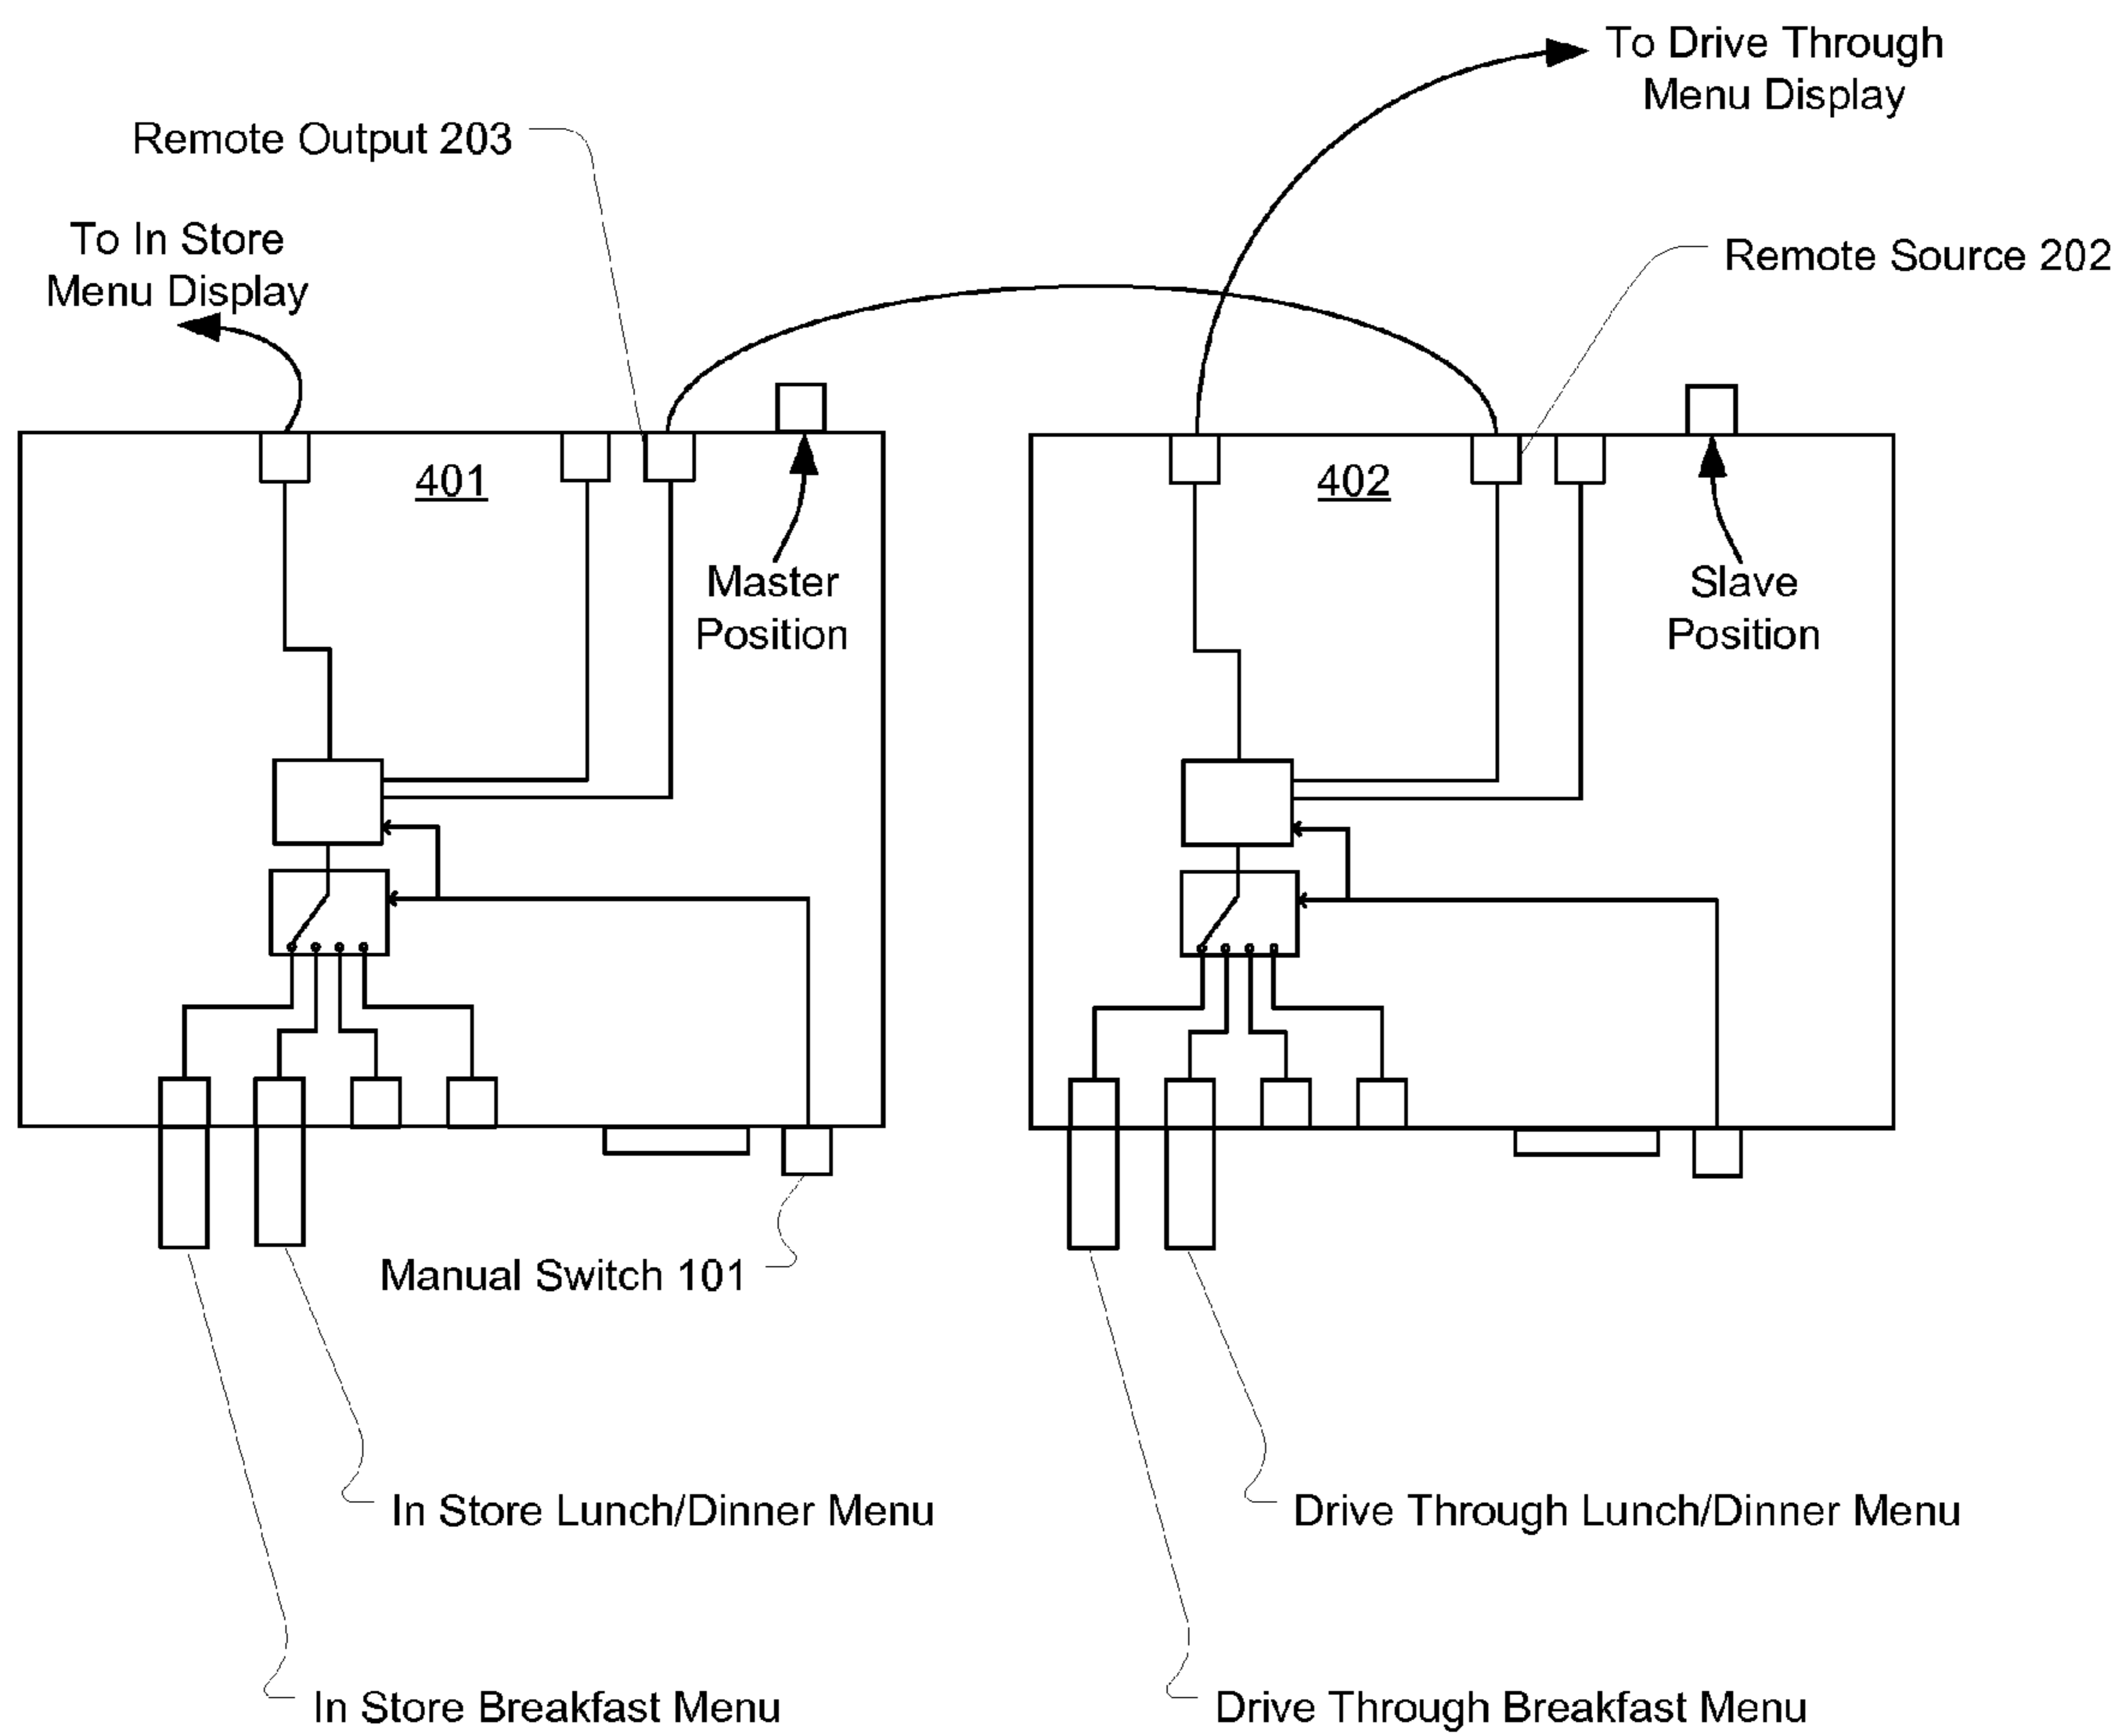 To Drive Through
Menu Display
Remote Output 203
To In Store
Menu Display
Remote Source 202
401
402
Master
Position
Slave
Position
Manual Switch 101
In Store Lunch/Dinner Menu
Drive Through Lunch/Dinner Menu
In Store Breakfast Menu
Drive Through Breakfast Menu